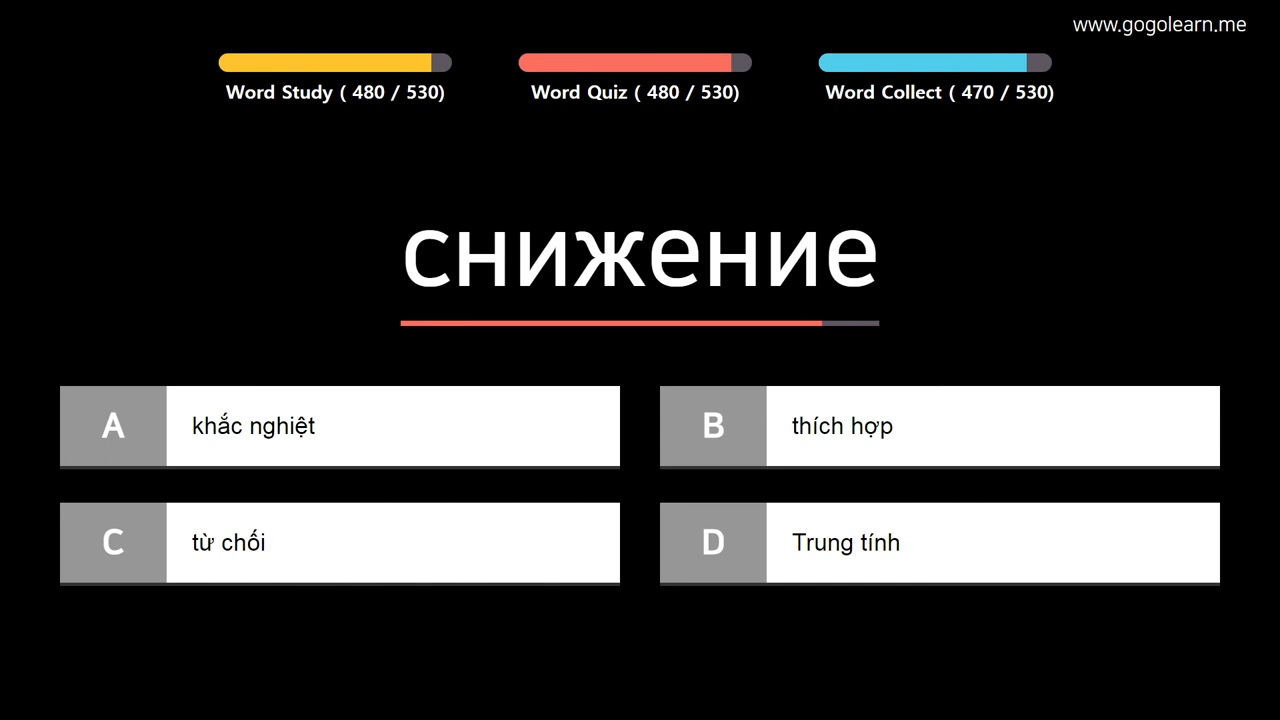 www.gogolearn.me
Word Study ( 480 / 530)
Word Quiz ( 480 / 530)
Word Collect ( 470 / 530)
снижение
A khắc nghiệt
B thích hợp
C từ chối
D Trung tính